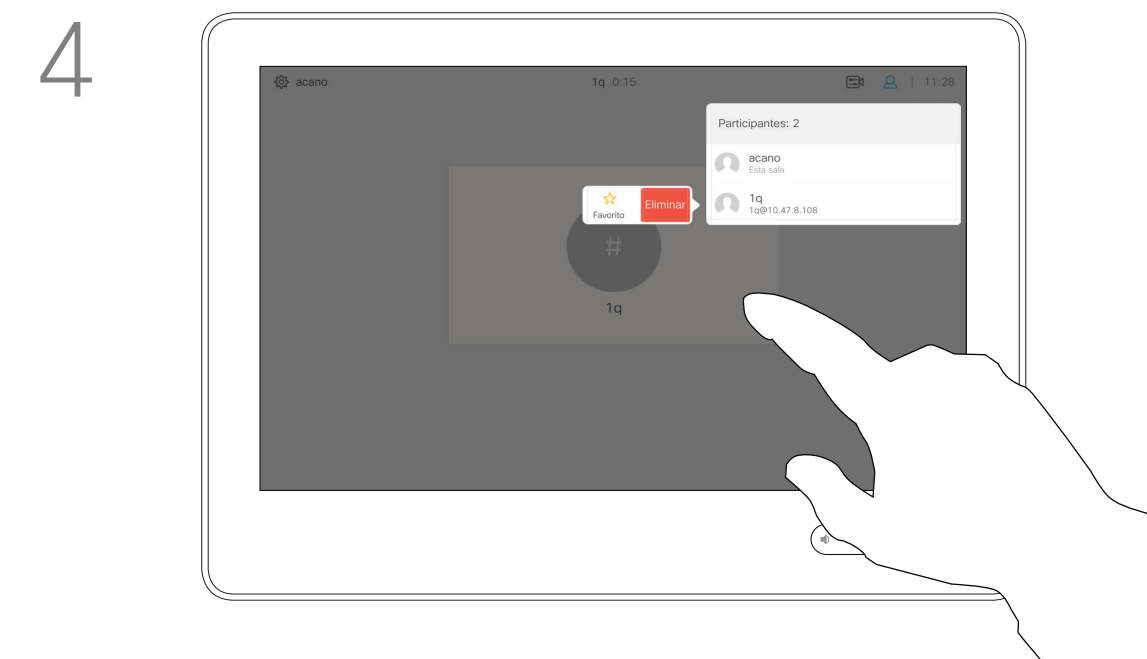 4
acano
1q 0:15
11:28
Participantes: 2
acano
Esta sala
1q
1q@10.47.8.108
Favorito
Eliminar
#
1q